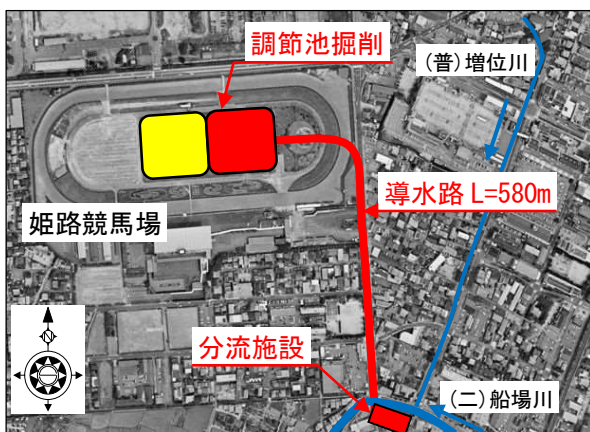 調節池掘削
(普)増位川
導水路 L=580m
姫路競馬場
N
分流施設
(二)船場川